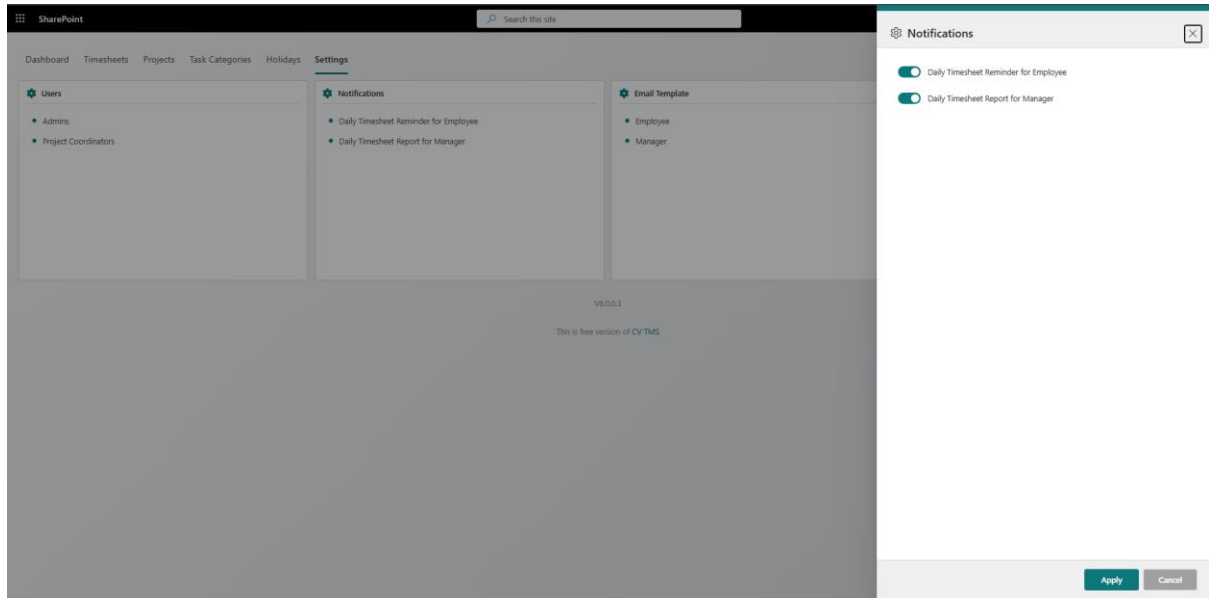 SharePoint
Search this site
Notifications
Daily Timesheet Reminder for Employee
Daily Timesheet Report for Manager
Dashboard Timesheets Projects Task Categories Holidays Settings
Users
Admins
Project Coordinators
Notifications
Daily Timesheet Reminder for Employee
Daily Timesheet Report for Manager
Email Template
Employee
Manager
V8.0.0.3
This is free version of CV TMS
Apply Cancel